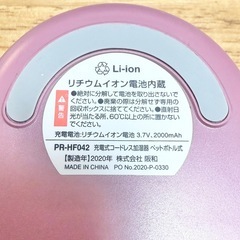 Li-ion
リチウムイオン電池内蔵
警告
●絶対に分解して電池を取り出さないでください。
●廃棄の際は分解せず専用の回収ボックスに捨ててください。
●直射日光が当たる所、60℃以上の所に置かないでください。
充電電池:リチウムイオン電池 3.7V, 2000mAh
PR-HF042 充電式コードレス加湿器 ペットボトル式
【製造年】2020年 株式会社 阪和
MADE IN CHINA PO No.2020-P-0330